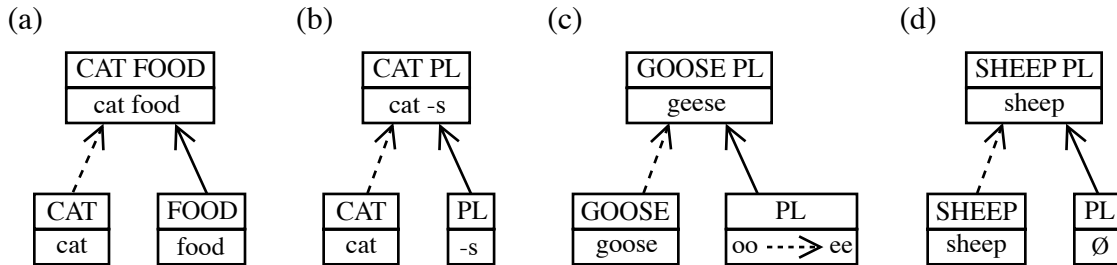 (a) (b) (c) (d)
CAT FOOD CAT PL GOOSE PL SHEEP PL
cat food cat -s geese sheep
CAT FOOD CAT PL GOOSE PL SHEEP PL
cat food cat -s goose oo ee sheep Ø